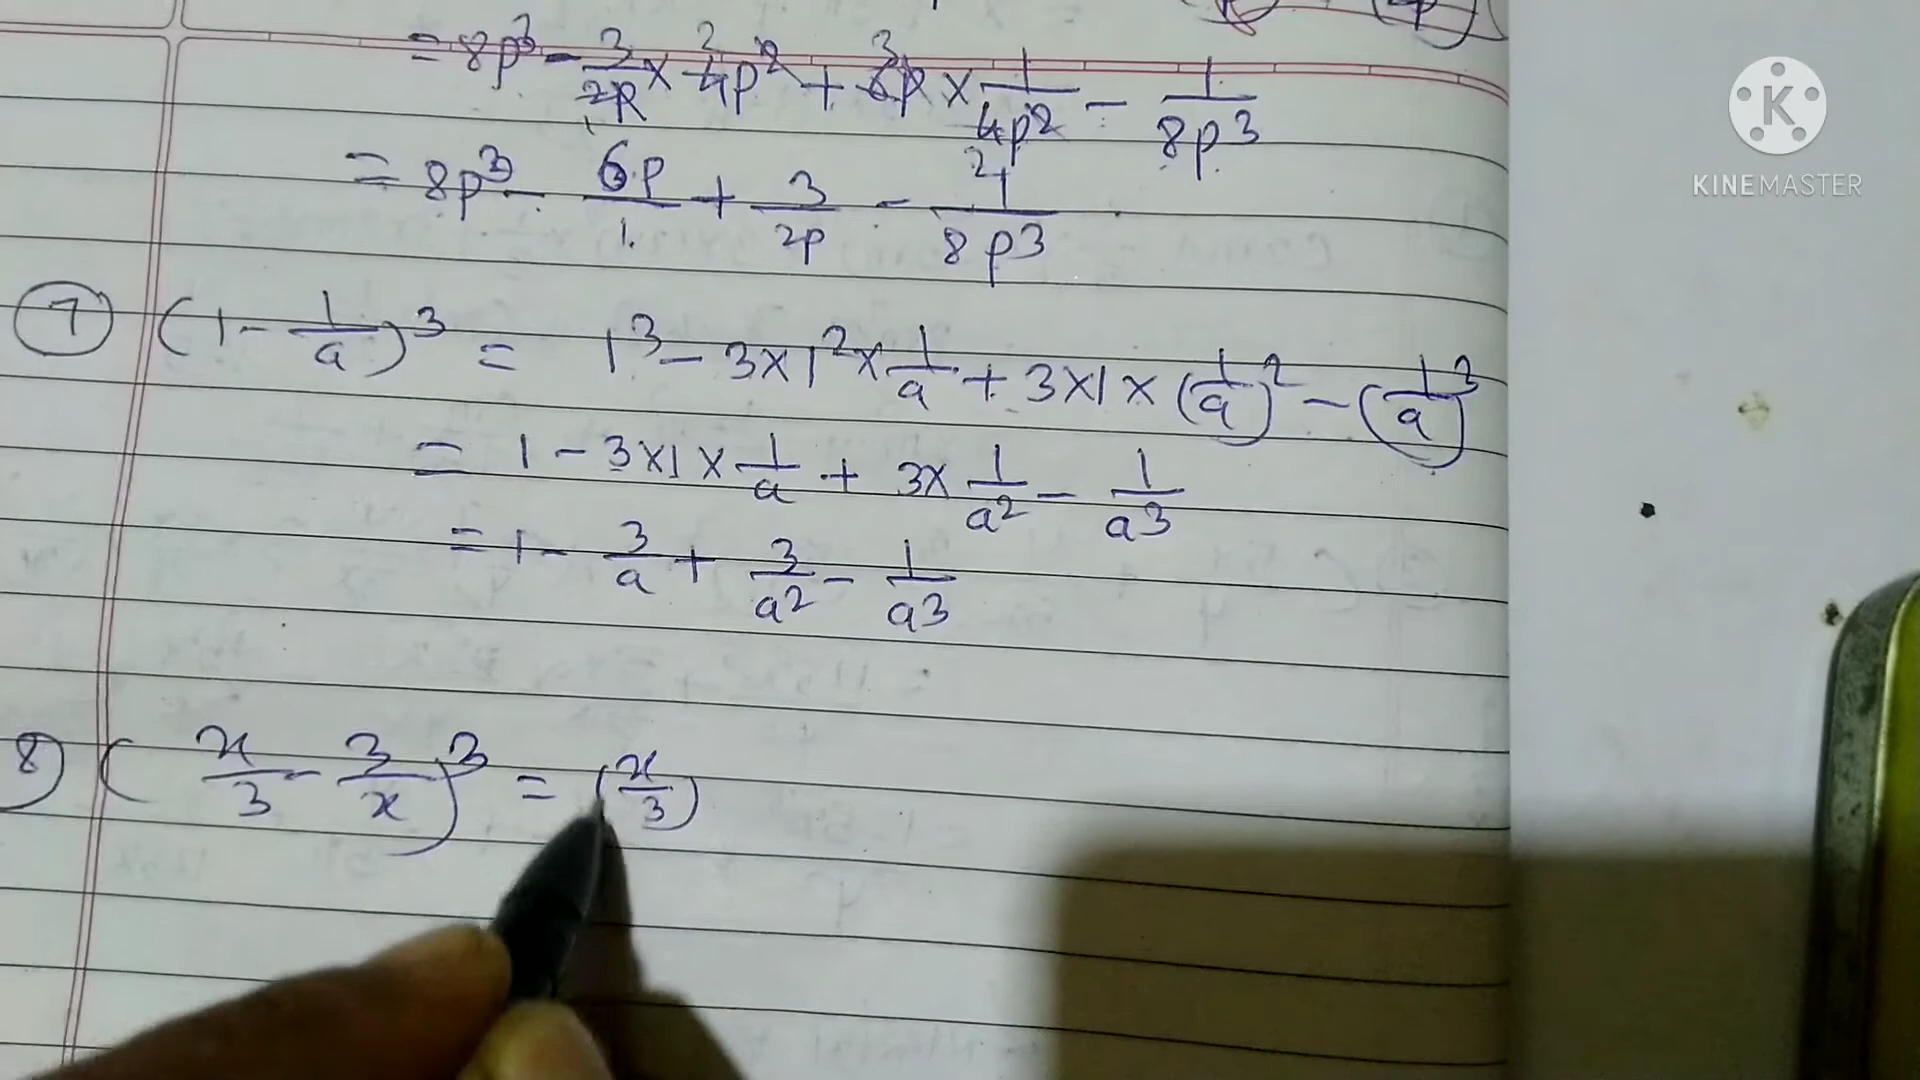 = 8p³ - 3/2p × 4p² + 6p × 1/4p² - 1/8p³
= 8p³ - 6p/1 + 3/2p - 1/8p³
⑦ (1 - 1/a)³ = 1³ - 3×1²×1/a + 3×1×(1/a)² - (1/a)³
= 1 - 3×1×1/a + 3×1/a² - 1/a³
= 1 - 3/a + 3/a² - 1/a³
8) (x/3 - 3/x)³ = (x/3)
K
KINEMASTER